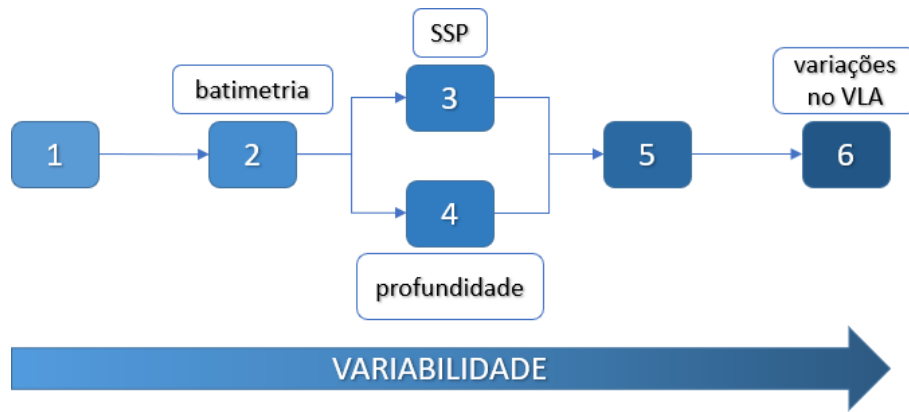 SSP
batimetria
variações
no VLA
1
2
3
4
5
6
profundidade
VARIABILIDADE